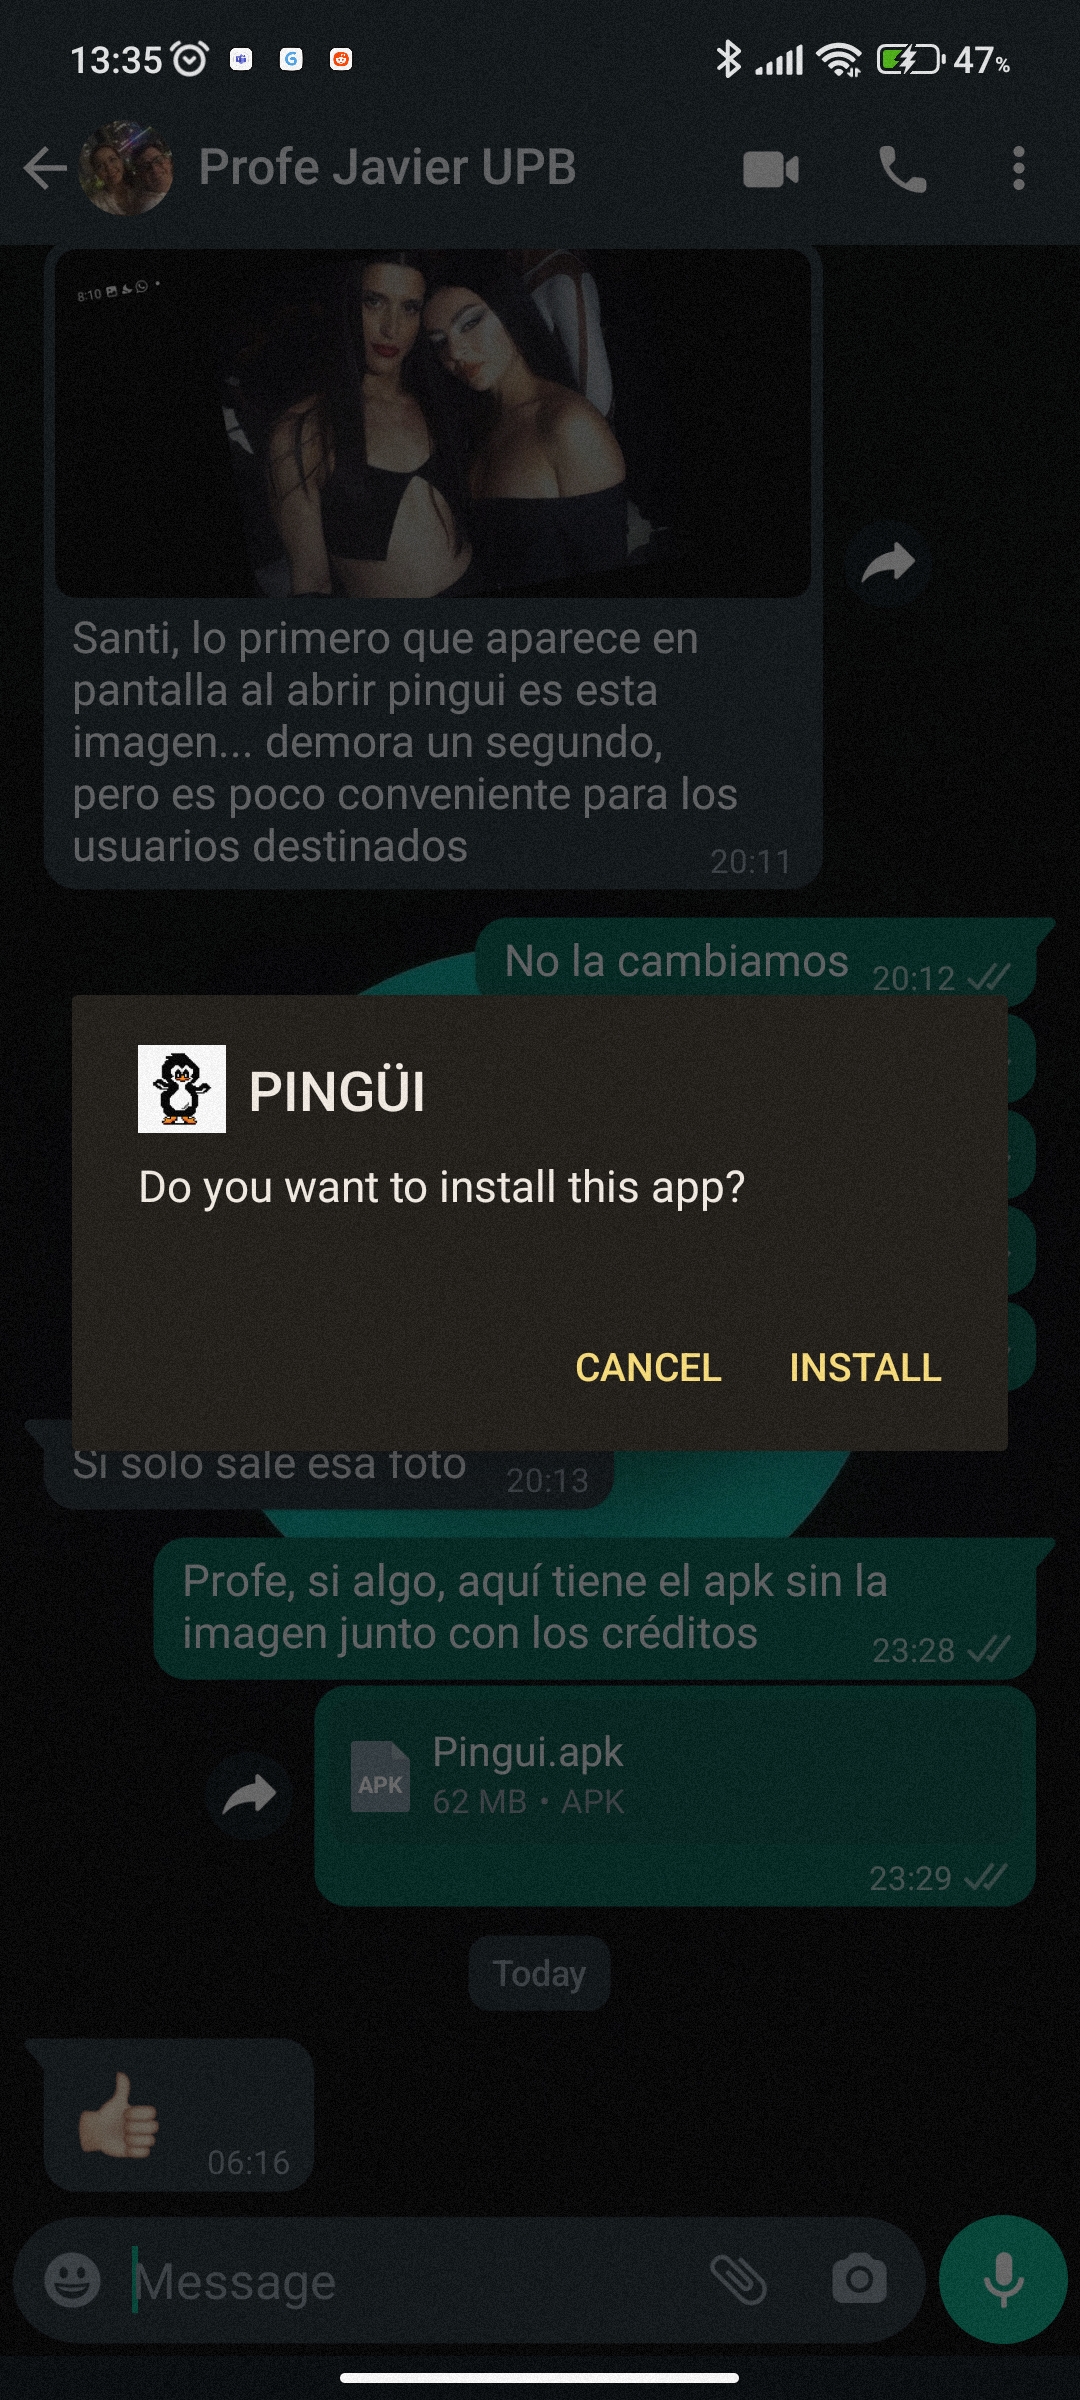 13:35
47%
Profe Javier UPB
8:10
Santi, lo primero que aparece en
pantalla al abrir pingui es esta
imagen... demora un segundo,
pero es poco conveniente para los
usuarios destinados
20:11
No la cambiamos
20:12
PINGÜI
Do you want to install this app?
CANCEL INSTALL
Si solo sale esa foto
20:13
Profe, si algo, aquí tiene el apk sin la
imagen junto con los créditos
23:28
Pingui.apk
APK
62 MB • APK
23:29
Today
06:16
Message